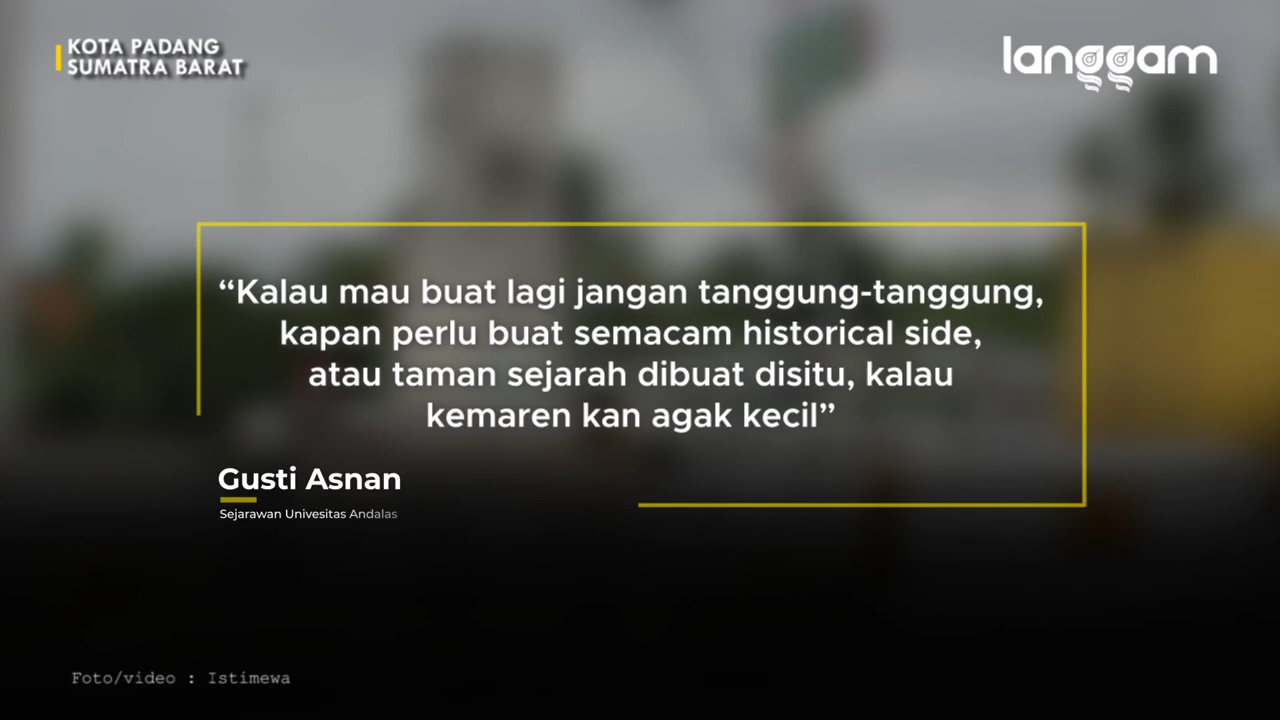 KOTA PADANG
SUMATRA BARAT
langgam
“Kalau mau buat lagi jangan tanggung-tanggung,
kapan perlu buat semacam historical side,
atau taman sejarah dibuat disitu, kalau
kemaren kan agak kecil”
Gusti Asnan
Sejarawan Univesitas Andalas
Foto/video : Istimewa